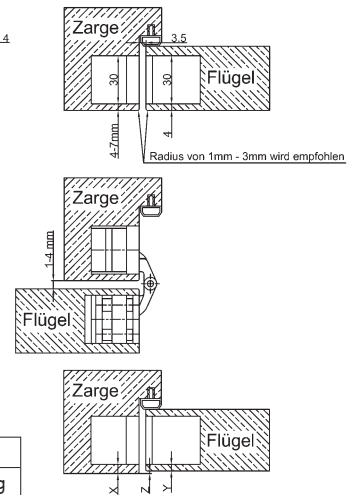 4
Zarge
3.5
30
30
Flügel
4-7mm
4
Radius von 1mm - 3mm wird empfohlen
Zarge
1-4 mm
Flügel
Zarge
Flügel
X
Z
Y
g